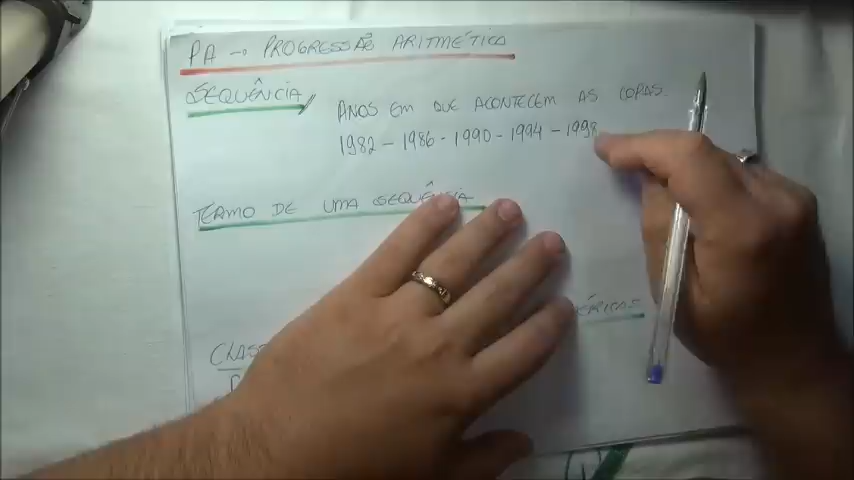 PA → PROGRESSÃO ARITMÉTICA
SEQUÊNCIA
ANOS EM QUE ACONTECEM AS COPAS.
1982 - 1986 - 1990 - 1994 - 1998
TERMO DE UMA SEQUÊNCIA